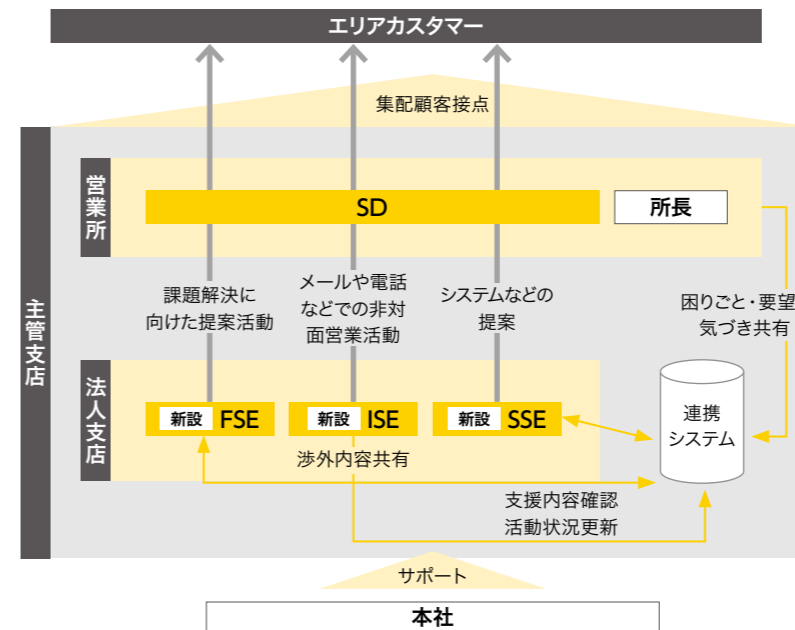 エリアカスタマー
集配顧客接点
主管支店
営業所
SD
所長
課題解決に
向けた提案活動
メールや電話
などでの非対
面営業活動
システムなどの
提案
困りごと・要望
気づき共有
法人支店
新設 FSE
新設 ISE
新設 SSE
連携
システム
渉外内容共有
支援内容確認
活動状況更新
サポート
本社